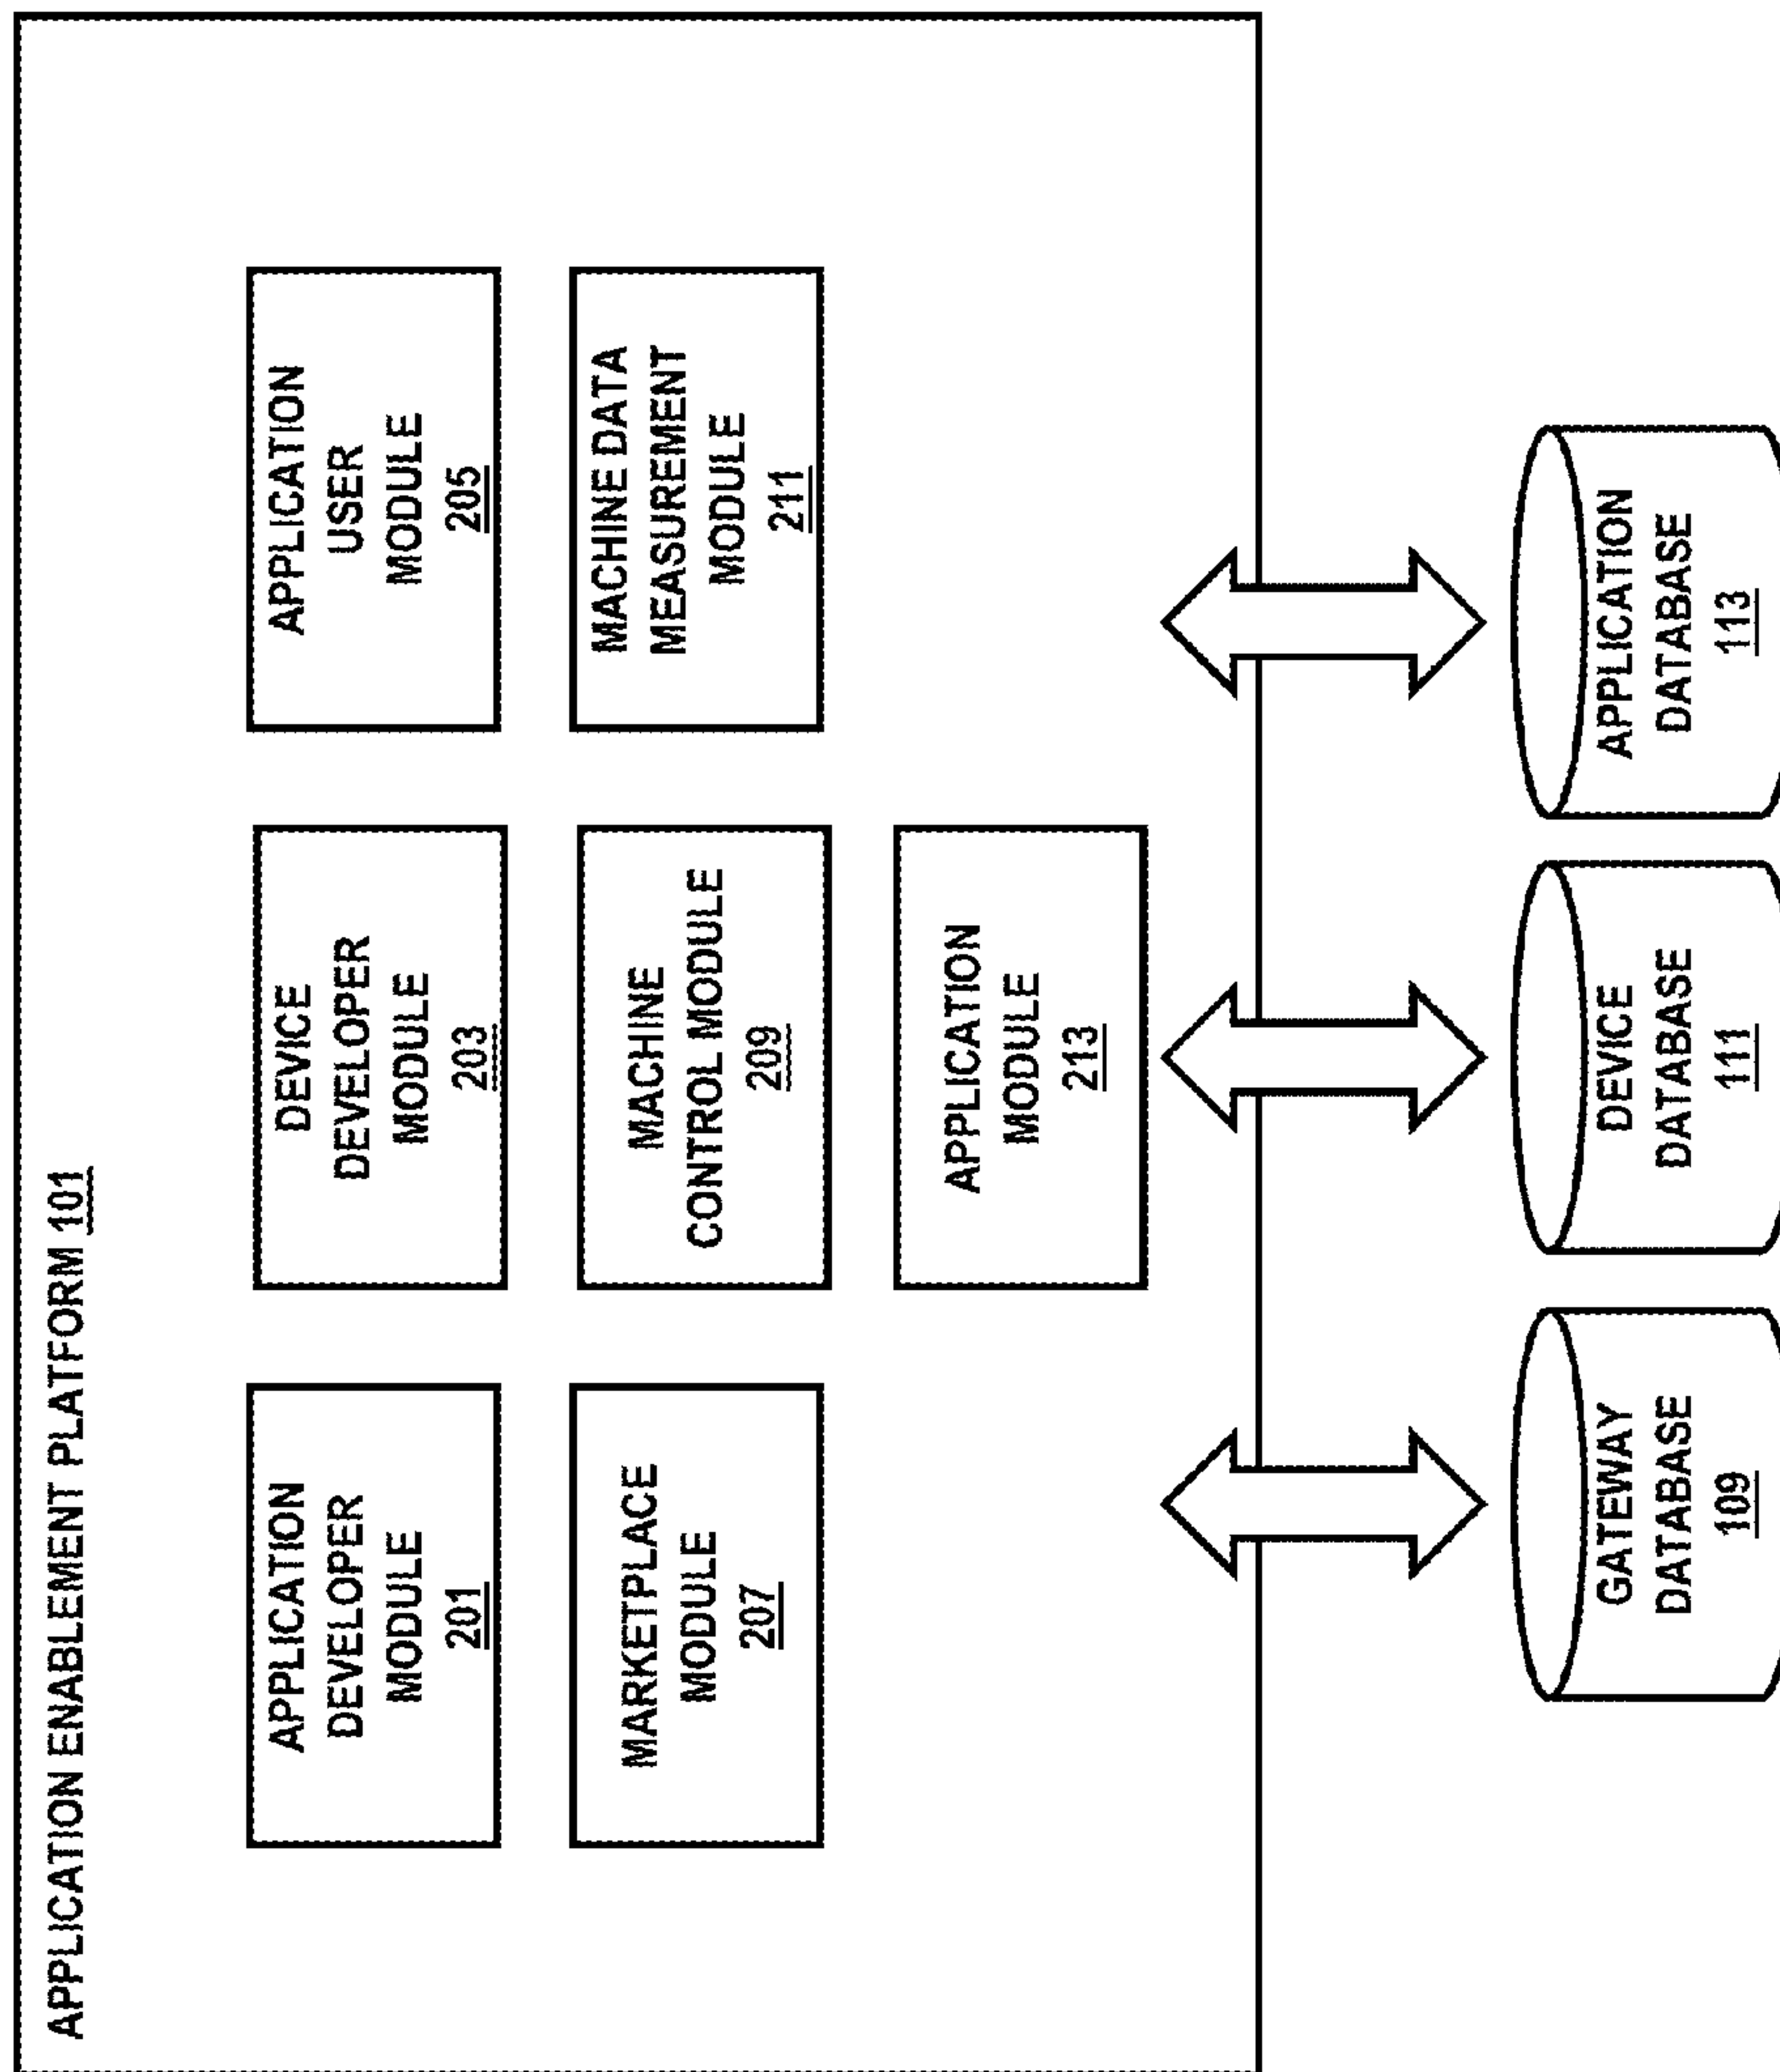 APPLICATION ENABLEMENT PLATFORM 101
APPLICATION
DEVELOPER
MODULE
201
DEVICE
DEVELOPER
MODULE
203
APPLICATION
USER
MODULE
205
MARKETPLACE
MODULE
207
MACHINE
CONTROL MODULE
209
MACHINE DATA
MEASUREMENT
MODULE
211
APPLICATION
MODULE
213
GATEWAY
DATABASE
109
DEVICE
DATABASE
111
APPLICATION
DATABASE
113